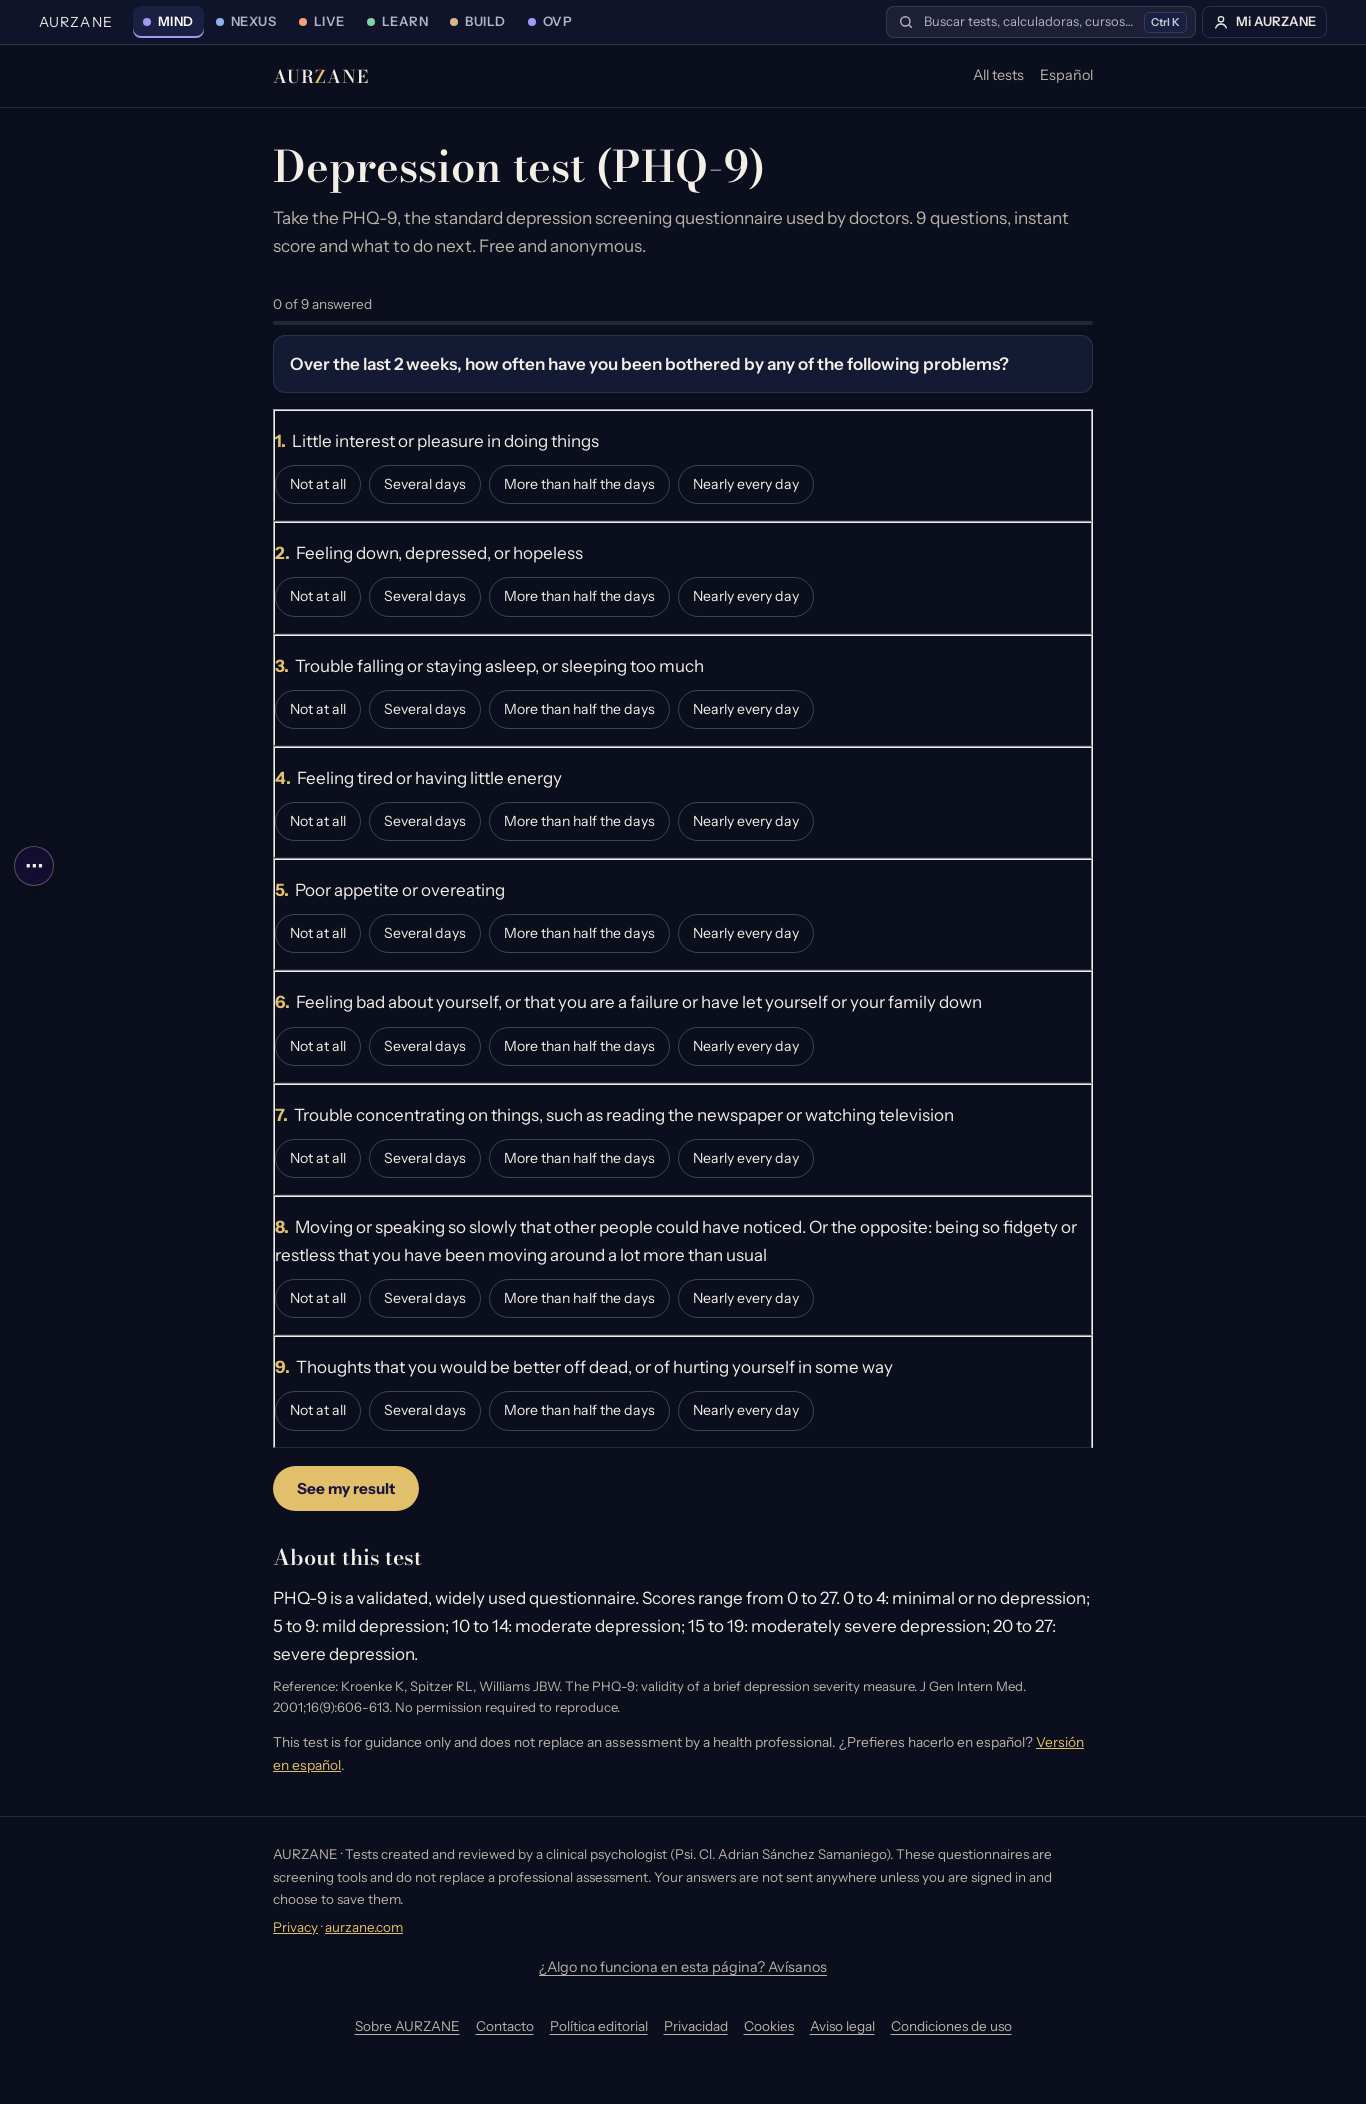 AURZANE MIND NEXUS LIVE LEARN BUILD OVP Buscar tests, calculadoras, cursos... Ctrl K Mi AURZANE
AURZANE All tests Español
Depression test (PHQ-9)
Take the PHQ-9, the standard depression screening questionnaire used by doctors. 9 questions, instant
score and what to do next. Free and anonymous.
0 of 9 answered
Over the last 2 weeks, how often have you been bothered by any of the following problems?
1. Little interest or pleasure in doing things
Not at all Several days More than half the days Nearly every day
2. Feeling down, depressed, or hopeless
Not at all Several days More than half the days Nearly every day
3. Trouble falling or staying asleep, or sleeping too much
Not at all Several days More than half the days Nearly every day
4. Feeling tired or having little energy
Not at all Several days More than half the days Nearly every day
5. Poor appetite or overeating
Not at all Several days More than half the days Nearly every day
6. Feeling bad about yourself, or that you are a failure or have let yourself or your family down
Not at all Several days More than half the days Nearly every day
7. Trouble concentrating on things, such as reading the newspaper or watching television
Not at all Several days More than half the days Nearly every day
8. Moving or speaking so slowly that other people could have noticed. Or the opposite: being so fidgety or
restless that you have been moving around a lot more than usual
Not at all Several days More than half the days Nearly every day
9. Thoughts that you would be better off dead, or of hurting yourself in some way
Not at all Several days More than half the days Nearly every day
See my result
About this test
PHQ-9 is a validated, widely used questionnaire. Scores range from 0 to 27. 0 to 4: minimal or no depression;
5 to 9: mild depression; 10 to 14: moderate depression; 15 to 19: moderately severe depression; 20 to 27:
severe depression.
Reference: Kroenke K, Spitzer RL, Williams JBW. The PHQ-9: validity of a brief depression severity measure. J Gen Intern Med.
2001;16(9):606-613. No permission required to reproduce.
This test is for guidance only and does not replace an assessment by a health professional. ¿Prefieres hacerlo en español? Versión
en español.
AURZANE · Tests created and reviewed by a clinical psychologist (Psi. Cl. Adrian Sánchez Samaniego). These questionnaires are
screening tools and do not replace a professional assessment. Your answers are not sent anywhere unless you are signed in and
choose to save them.
Privacy · aurzane.com
¿Algo no funciona en esta página? Avísanos
Sobre AURZANE Contacto Política editorial Privacidad Cookies Aviso legal Condiciones de uso